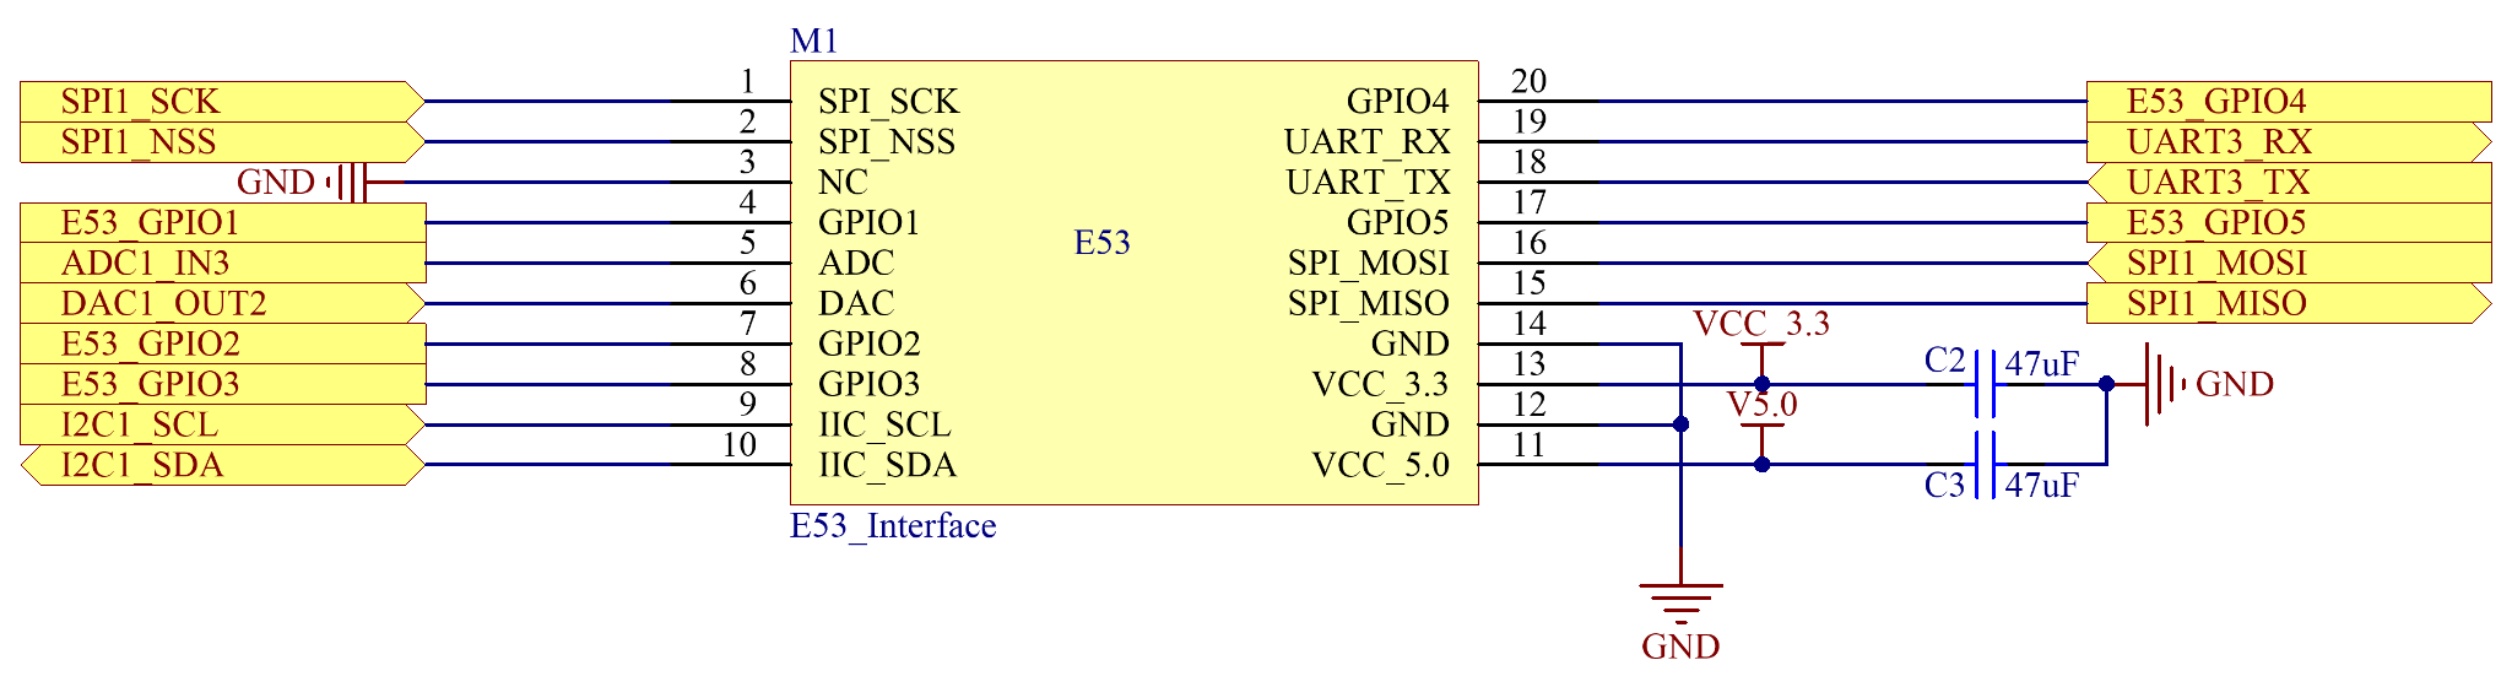 M1
SPI1_SCK 1 SPI_SCK GPIO4 20 E53_GPIO4
SPI1_NSS 2 SPI_NSS UART_RX 19 UART3_RX
GND 3 NC UART_TX 18 UART3_TX
E53_GPIO1 4 GPIO1 GPIO5 17 E53_GPIO5
E53
ADC1_IN3 5 ADC SPI_MOSI 16 SPI1_MOSI
DAC1_OUT2 6 DAC SPI_MISO 15 SPI1_MISO
VCC_3.3
E53_GPIO2 7 GPIO2 GND 14
E53_GPIO3 8 GPIO3 VCC_3.3 13 C2 47uF GND
V5.0
I2C1_SCL 9 IIC_SCL GND 12
I2C1_SDA 10 IIC_SDA VCC_5.0 11 C3 47uF
E53_Interface
GND